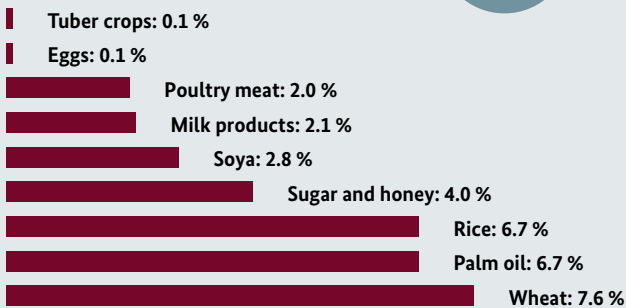 Tuber crops: 0.1 %
Eggs: 0.1 %
Poultry meat: 2.0 %
Milk products: 2.1 %
Soya: 2.8 %
Sugar and honey: 4.0 %
Rice: 6.7 %
Palm oil: 6.7 %
Wheat: 7.6 %